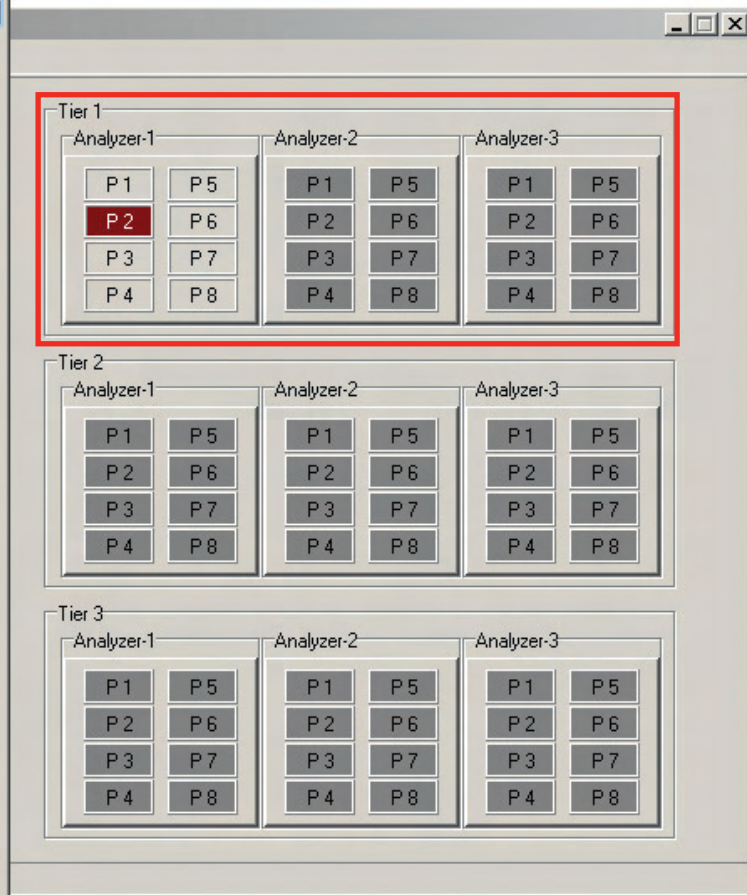 Tier 1
Analyzer-1 Analyzer-2 Analyzer-3
P1 P5 P1 P5 P1 P5
P2 P6 P2 P6 P2 P6
P3 P7 P3 P7 P3 P7
P4 P8 P4 P8 P4 P8
Tier 2
Analyzer-1 Analyzer-2 Analyzer-3
P1 P5 P1 P5 P1 P5
P2 P6 P2 P6 P2 P6
P3 P7 P3 P7 P3 P7
P4 P8 P4 P8 P4 P8
Tier 3
Analyzer-1 Analyzer-2 Analyzer-3
P1 P5 P1 P5 P1 P5
P2 P6 P2 P6 P2 P6
P3 P7 P3 P7 P3 P7
P4 P8 P4 P8 P4 P8